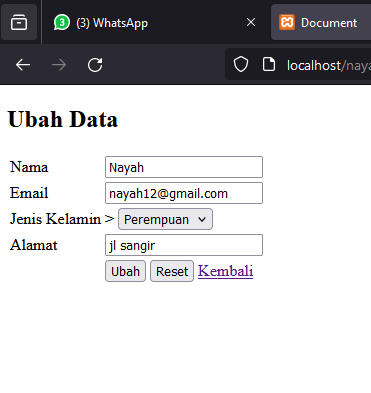 (3) WhatsApp
Document
localhost/naya
Ubah Data
Nama Nayah
Email nayah12@gmail.com
Jenis Kelamin > Perempuan
Alamat jl sangir
Ubah Reset Kembali